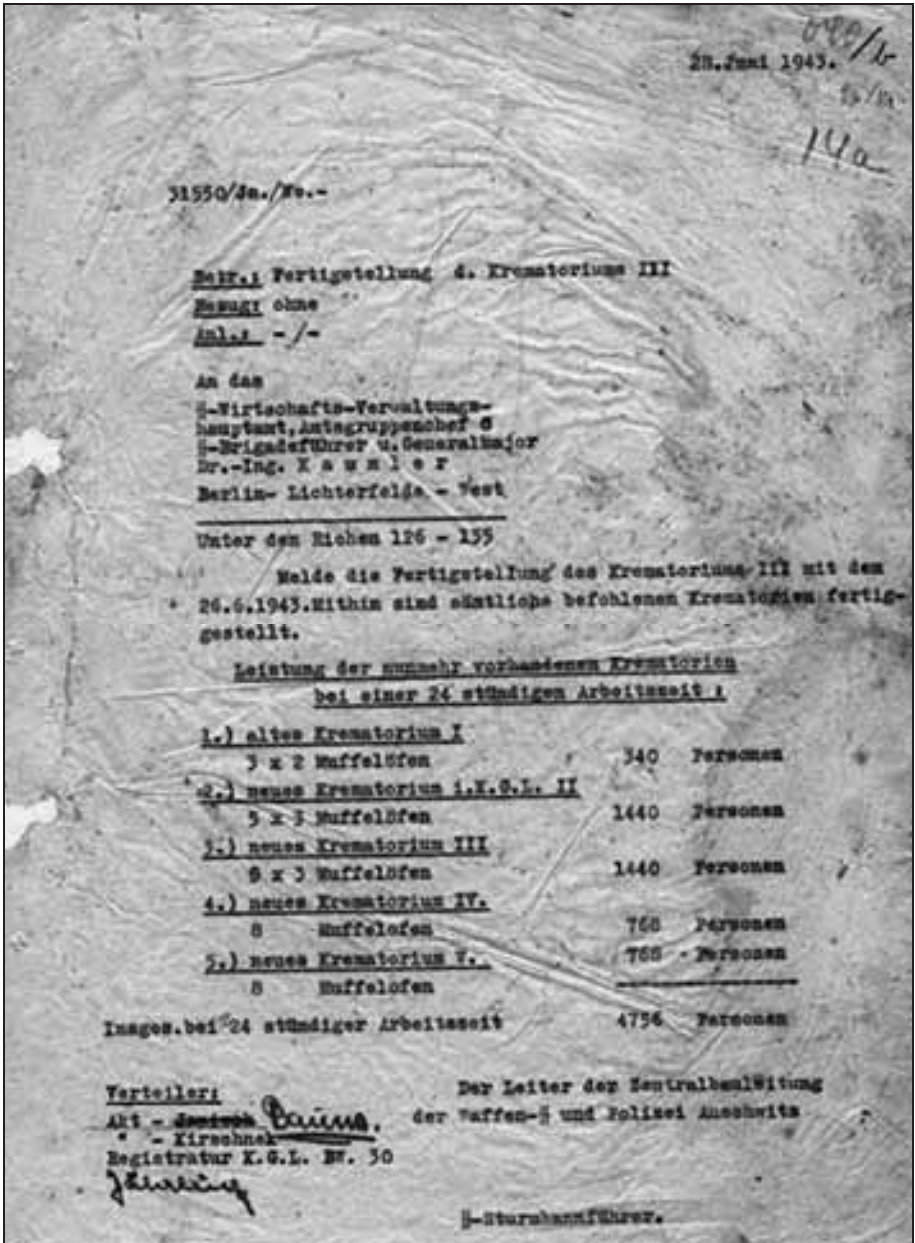 28.Juni 1943.
14a
31550/Ja./Ne.-
Betr.: Fertigstellung d. Krematoriums III
Bezug: ohne
Anl.: -/-
An das
ᛋᛋ-Wirtschafts-Verwaltungs-
hauptamt,Amtsgruppenchef C
ᛋᛋ-Brigadeführer u.Generalmajor
Dr.-Ing. K a m m l e r
Berlin- Lichterfelde - West
Unter den Eichen 126 - 135
Melde die Fertigstellung des Krematoriums III mit dem
26.6.1943.Mithin sind sämtliche befohlenen Krematorien fertig-
gestellt.
Leistung der nunmehr vorhandenen Krematorien
bei einer 24 stündigen Arbeitszeit :
1.) altes Krematorium I
3 x 2 Muffelöfen 340 Personen
2.) neues Krematorium i.K.G.L. II
5 x 3 Muffelöfen 1440 Personen
3.) neues Krematorium III
5 x 3 Muffelöfen 1440 Personen
4.) neues Krematorium IV.
8 Muffelofen 768 Personen
5.) neues Krematorium V. 768 Personen
8 Muffelofen
Insges.bei 24 stündiger Arbeitszeit 4756 Personen
Verteiler: Der Leiter der Zentralbauleitung
Akt - der Waffen-ᛋᛋ und Polizei Auschwitz
" - Kirschnek
Registratur K.G.L. BW. 30
ᛋᛋ-Sturmbannführer.